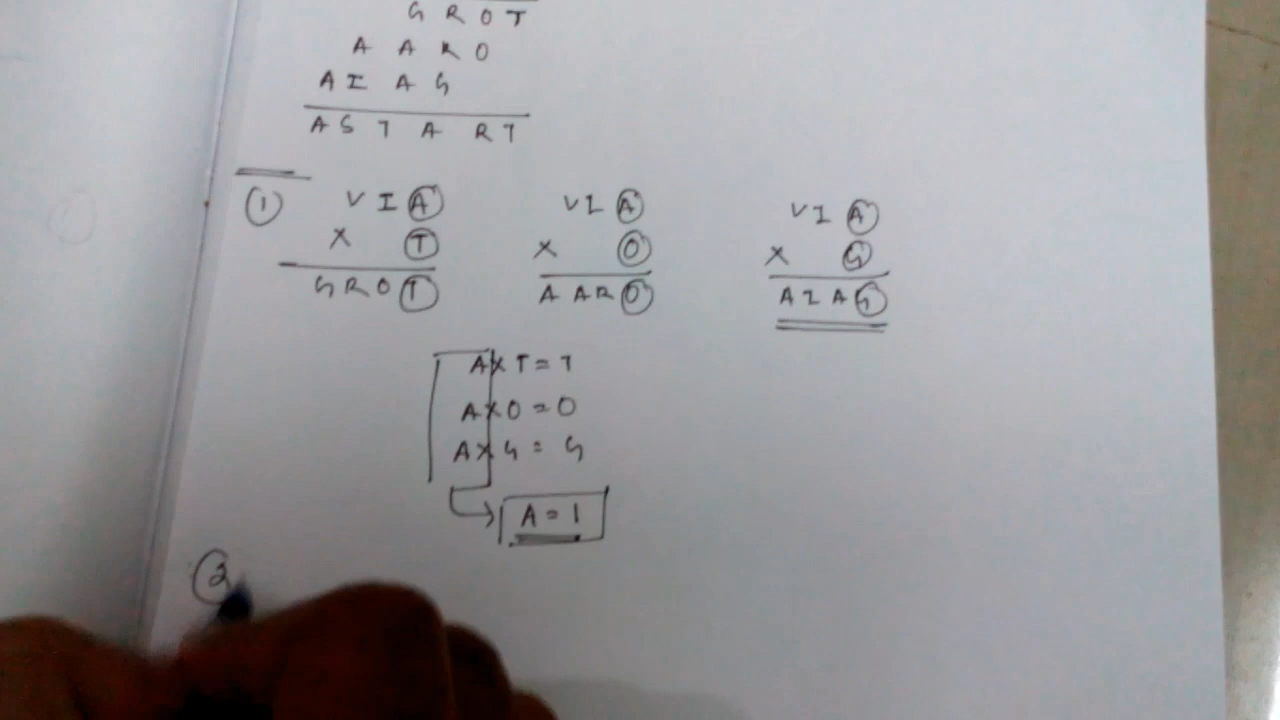 G R O T
A A R O
A I A G
A S T A R T
① V I A V I A V I A
X T X O X G
G R O T A A R O A I A G
A X T = T
A X O = O
A X G = G
A = 1
②